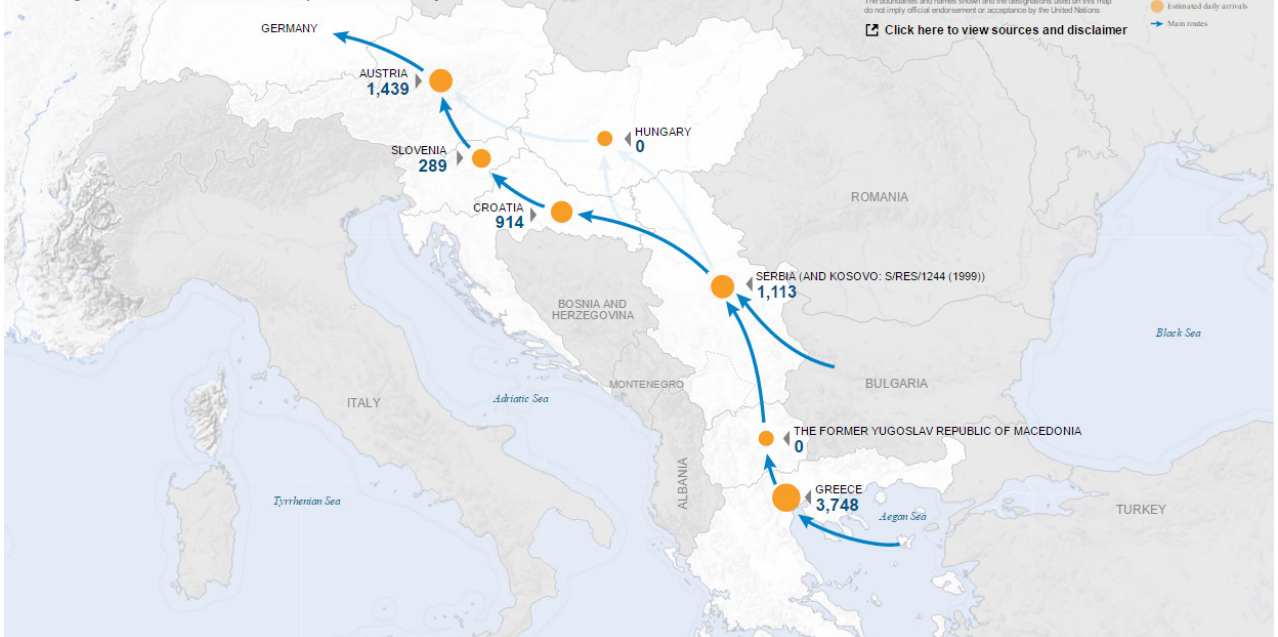 The boundaries and names shown and the designations used on this map
do not imply official endorsement or acceptance by the United Nations
Click here to view sources and disclaimer
Estimated daily arrivals
Main routes
GERMANY
AUSTRIA
1,439
HUNGARY
0
SLOVENIA
289
CROATIA
914
ROMANIA
SERBIA (AND KOSOVO: S/RES/1244 (1999))
1,113
BOSNIA AND
HERZEGOVINA
Black Sea
MONTENEGRO
BULGARIA
ITALY
Adriatic Sea
THE FORMER YUGOSLAV REPUBLIC OF MACEDONIA
0
ALBANIA
GREECE
3,748
Aegan Sea
Tyrrhenian Sea
TURKEY